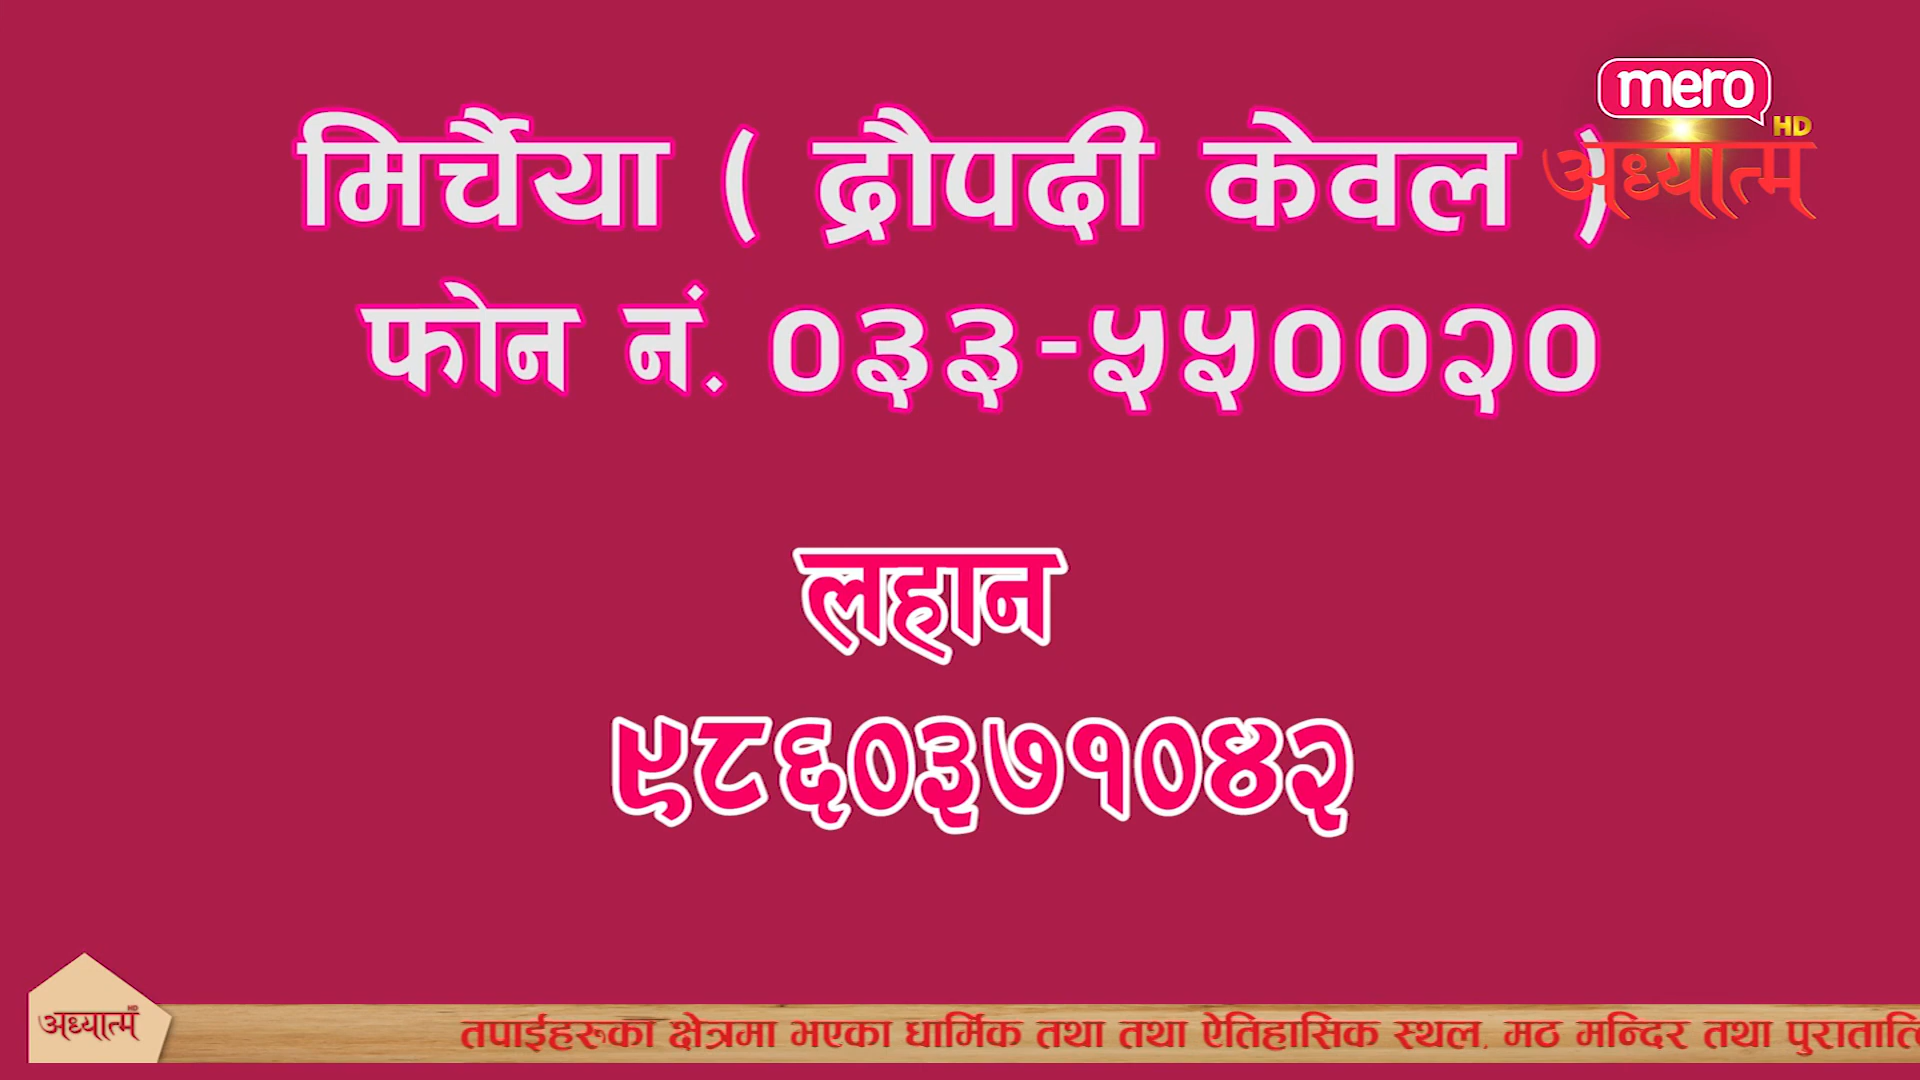 mero
HD
अध्यात्म
मिर्चैया ( द्रौपदी केवल )
फोन नं. ०३३-५५००२०
लहान
९८६०३७१०४२
अध्यात्म HD
तपाईहरुका क्षेत्रमा भएका धार्मिक तथा तथा ऐतिहासिक स्थल, मठ मन्दिर तथा